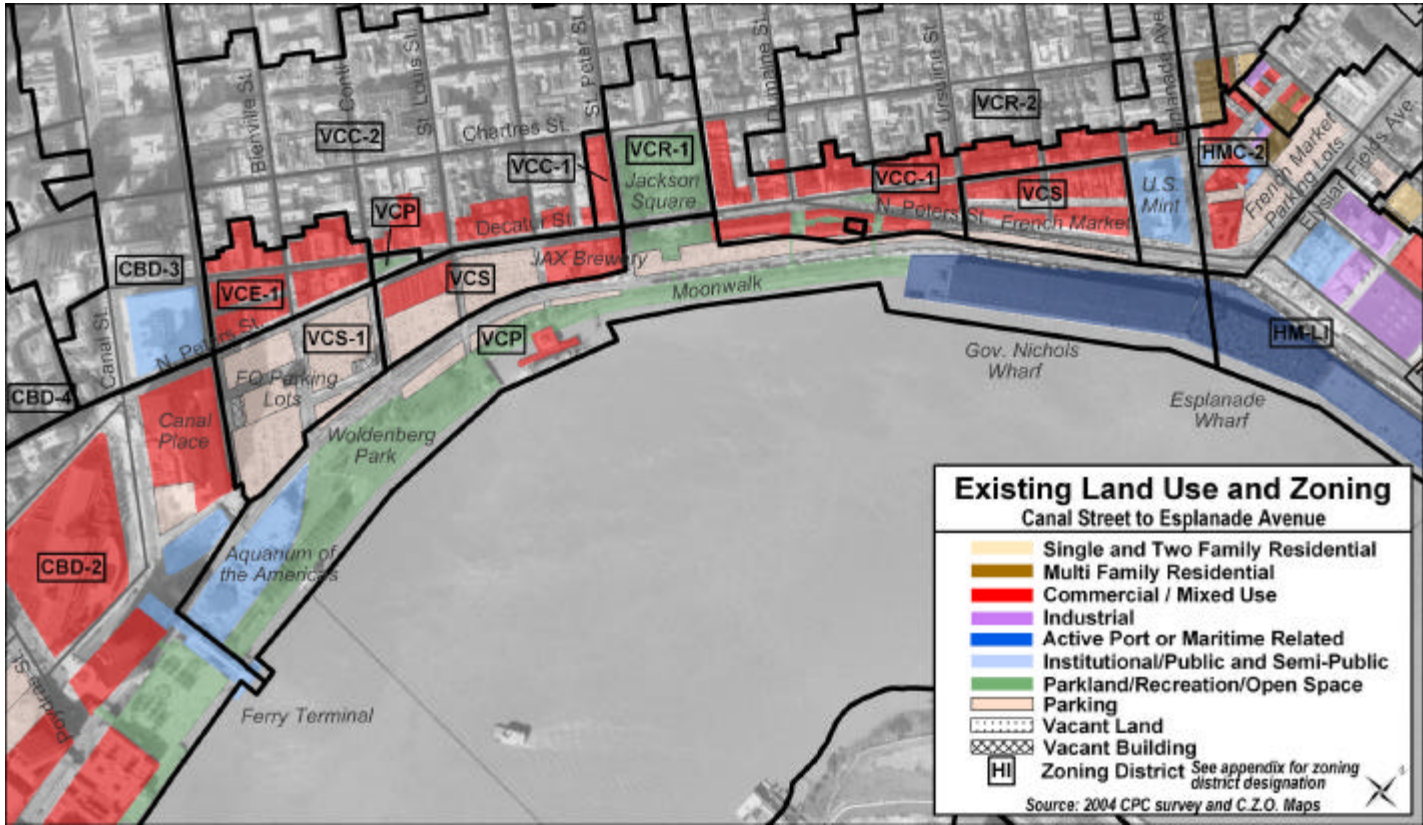 Bienville St.
Conti
St. Louis St.
St. Peter St.
Dumaine St.
Ursuline St.
Esplanade Ave.
VCR-2
VCC-2
Chartres St.
VCR-1
HMC-2
VCC-1
Jackson
Square
VCC-1
VCS
U.S.
Mint
French Market
Parking Lots
Elysian Fields Ave
VCP
Decatur St.
N. Peters St.
French Market
CBD-3
JAX Brewery
VCS
VCE-1
Moonwalk
Canal St.
N. Peters St.
VCS-1
VCP
HM-LI
CBD-4
FQ Parking
Lots
Gov. Nichols
Wharf
Canal
Place
Esplanade
Wharf
Woldenberg
Park
CBD-2
Aquarium of
the Americas
Poydras St.
Ferry Terminal
Existing Land Use and Zoning
Canal Street to Esplanade Avenue
Single and Two Family Residential
Multi Family Residential
Commercial / Mixed Use
Industrial
Active Port or Maritime Related
Institutional/Public and Semi-Public
Parkland/Recreation/Open Space
Parking
Vacant Land
Vacant Building
HI Zoning District See appendix for zoning
district designation
Source: 2004 CPC survey and C.Z.O. Maps